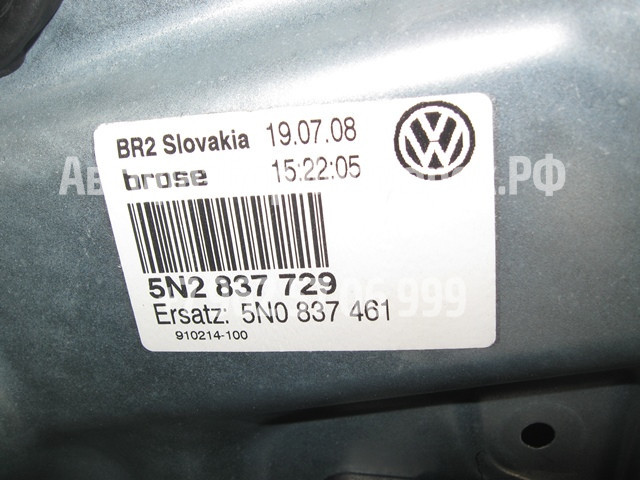 BR2 Slovakia 19.07.08
brose 15:22:05
5N2 837 729
Ersatz: 5N0 837 461
910214-100